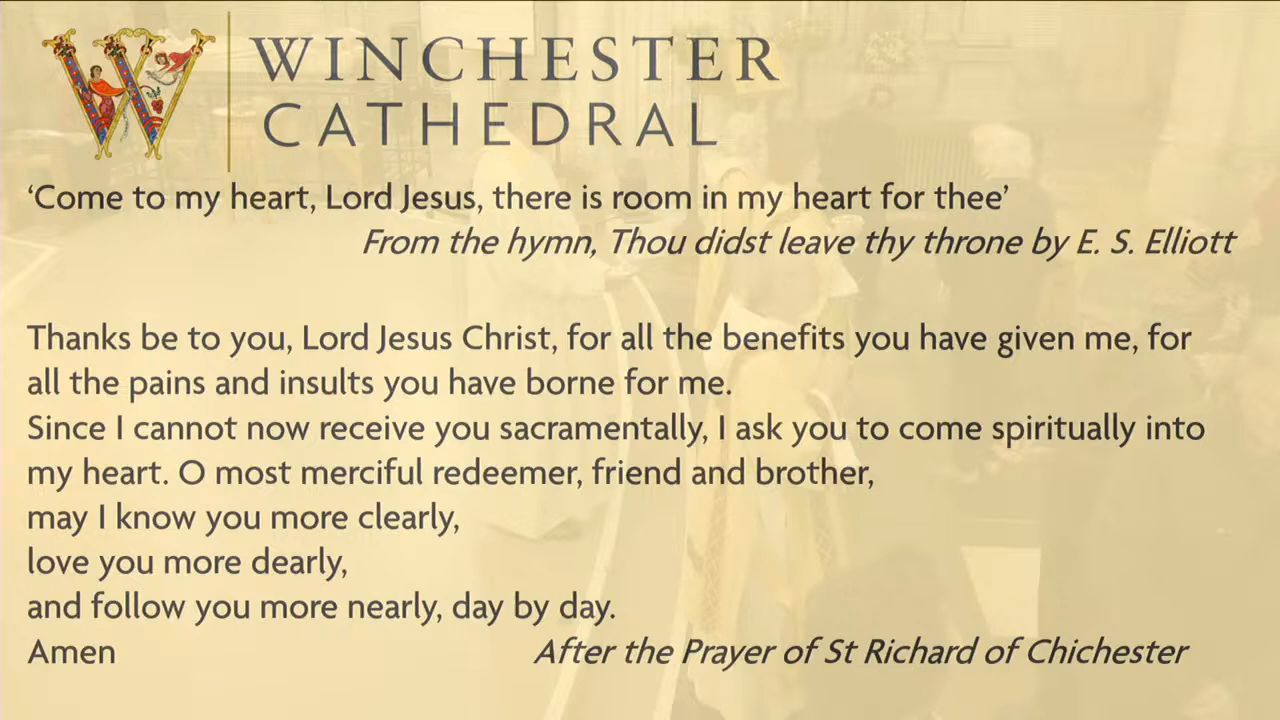 WINCHESTER
CATHEDRAL
‘Come to my heart, Lord Jesus, there is room in my heart for thee’
From the hymn, Thou didst leave thy throne by E. S. Elliott
Thanks be to you, Lord Jesus Christ, for all the benefits you have given me, for
all the pains and insults you have borne for me.
Since I cannot now receive you sacramentally, I ask you to come spiritually into
my heart. O most merciful redeemer, friend and brother,
may I know you more clearly,
love you more dearly,
and follow you more nearly, day by day.
Amen
After the Prayer of St Richard of Chichester